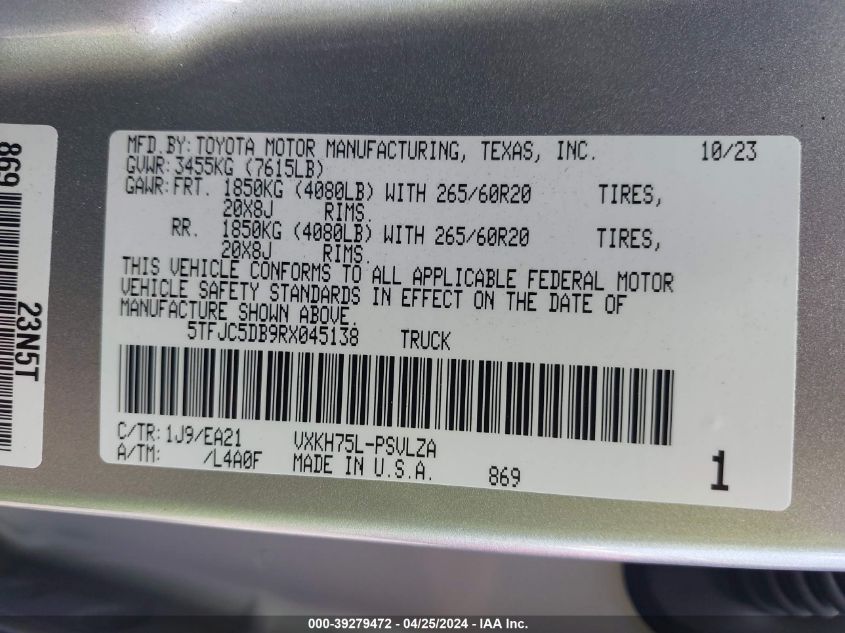 MFD.BY: TOYOTA MOTOR MANUFACTURING, TEXAS, INC. 10/23
GVWR: 3455KG (7615LB)
GAWR: FRT. 1850KG (4080LB) WITH 265/60R20 TIRES,
20X8J RIMS.
RR. 1850KG (4080LB) WITH 265/60R20 TIRES,
20X8J RIMS.
THIS VEHICLE CONFORMS TO ALL APPLICABLE FEDERAL MOTOR
VEHICLE SAFETY STANDARDS IN EFFECT ON THE DATE OF
MANUFACTURE SHOWN ABOVE.
5TFJC5DB9RX045138 TRUCK
C/TR: 1J9/EA21 VXKH75L-PSVLZA
A/TM: /L4A0F MADE IN U.S.A. 869 1
869
23N5T
000-39279472 - 04/25/2024 - IAA Inc.